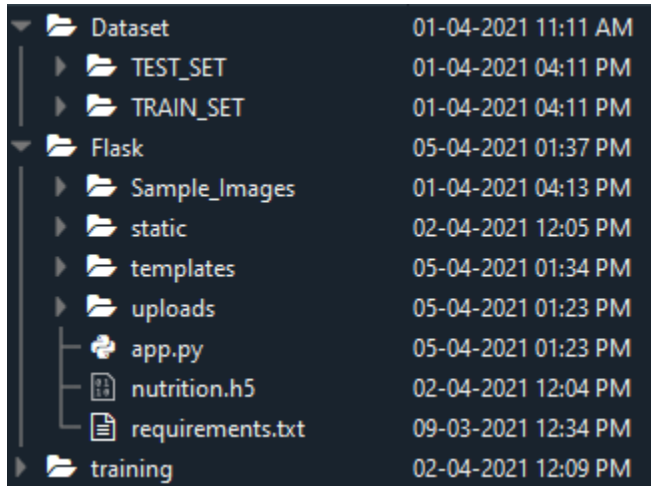 Dataset 01-04-2021 11:11 AM
TEST_SET 01-04-2021 04:11 PM
TRAIN_SET 01-04-2021 04:11 PM
Flask 05-04-2021 01:37 PM
Sample_Images 01-04-2021 04:13 PM
static 02-04-2021 12:05 PM
templates 05-04-2021 01:34 PM
uploads 05-04-2021 01:23 PM
app.py 05-04-2021 01:23 PM
nutrition.h5 02-04-2021 12:04 PM
requirements.txt 09-03-2021 12:34 PM
training 02-04-2021 12:09 PM